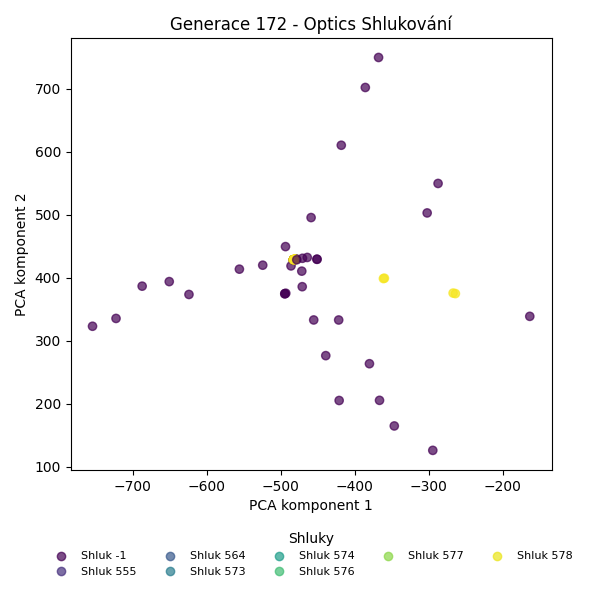 Generace 172 - Optics Shlukování
PCA komponent 2
700
600
500
400
300
200
100
−700 −600 −500 −400 −300 −200
PCA komponent 1
Shluky
Shluk -1 Shluk 564 Shluk 574 Shluk 577 Shluk 578
Shluk 555 Shluk 573 Shluk 576